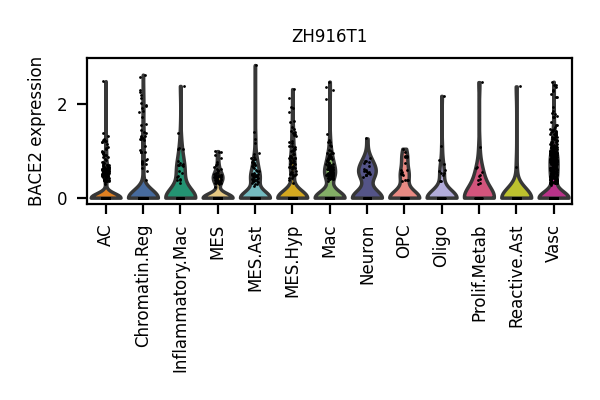 ZH916T1
BACE2 expression
2
0
AC
Chromatin.Reg
Inflammatory.Mac
MES
MES.Ast
MES.Hyp
Mac
Neuron
OPC
Oligo
Prolif.Metab
Reactive.Ast
Vasc